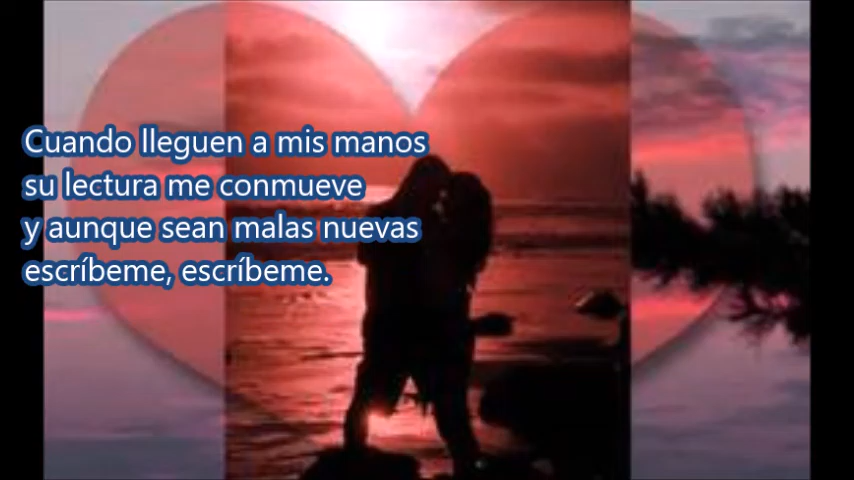 Cuando lleguen a mis manos
su lectura me conmueve
y aunque sean malas nuevas
escríbeme, escríbeme.